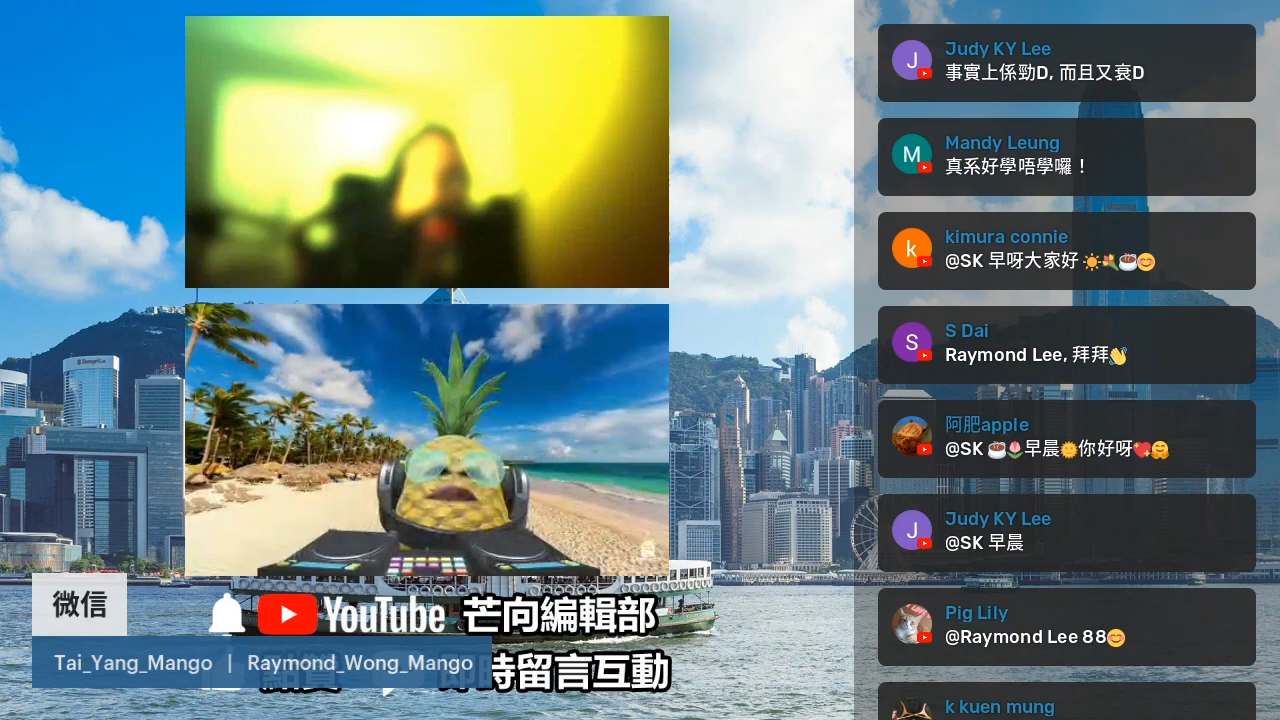 Judy KY Lee
事實上係勁D, 而且又衰D
Mandy Leung
真系好學唔學囉！
kimura connie
@SK 早呀大家好☀️💐☕😊
S Dai
Raymond Lee, 拜拜👋
阿肥apple
@SK ☕🌷早晨🌞你好呀💖🤗
Judy KY Lee
@SK 早晨
Pig Lily
@Raymond Lee 88😊
k kuen mung
YouTube 芒向編輯部
時留言互動
微信
Tai_Yang_Mango | Raymond_Wong_Mango